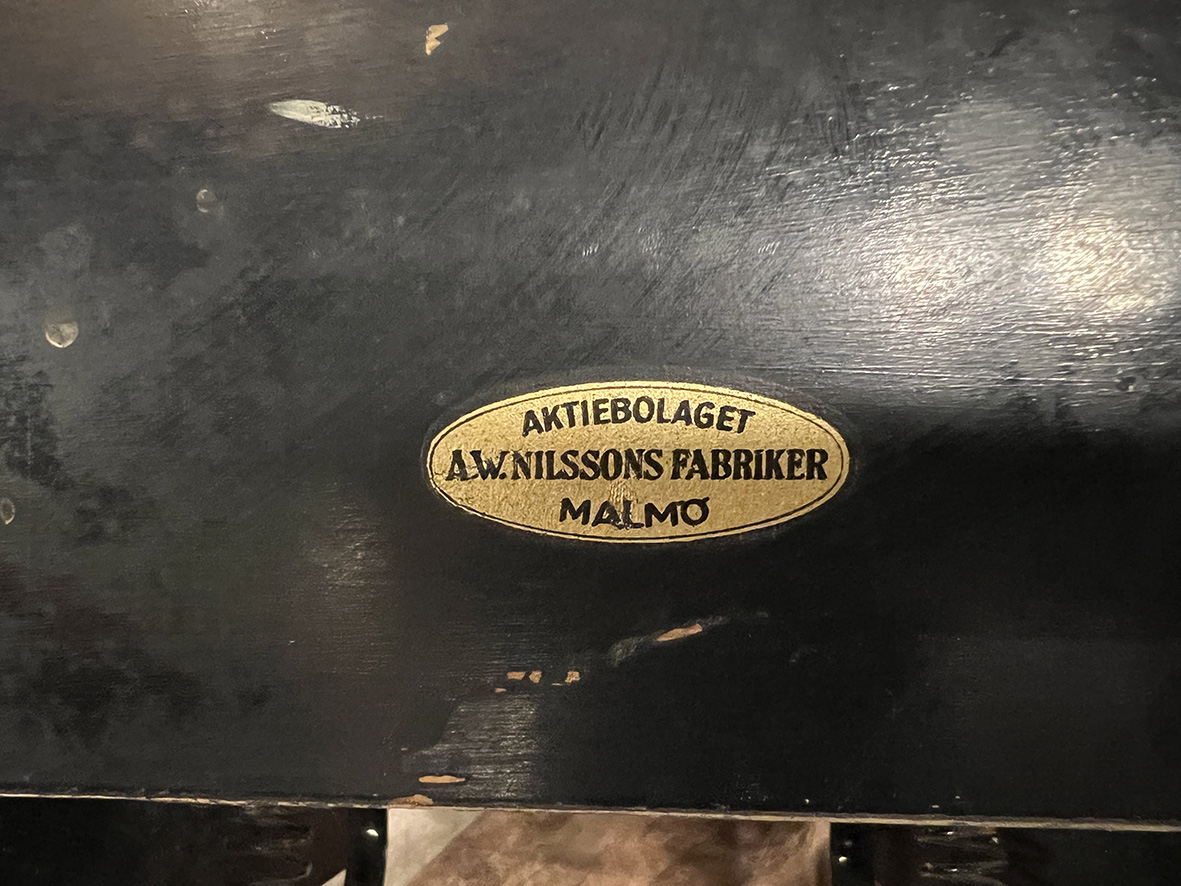 AKTIEBOLAGET
A.W. NILSSONS FABRIKER
MALMÖ